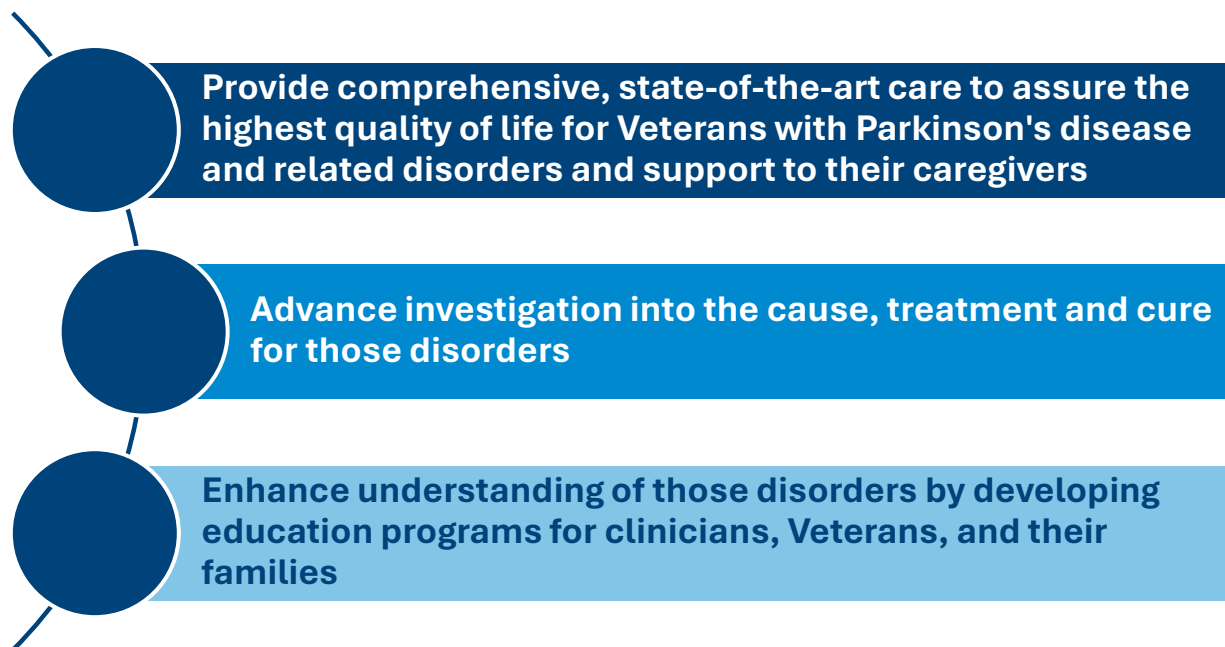 Provide comprehensive, state-of-the-art care to assure the
highest quality of life for Veterans with Parkinson's disease
and related disorders and support to their caregivers
Advance investigation into the cause, treatment and cure
for those disorders
Enhance understanding of those disorders by developing
education programs for clinicians, Veterans, and their
families